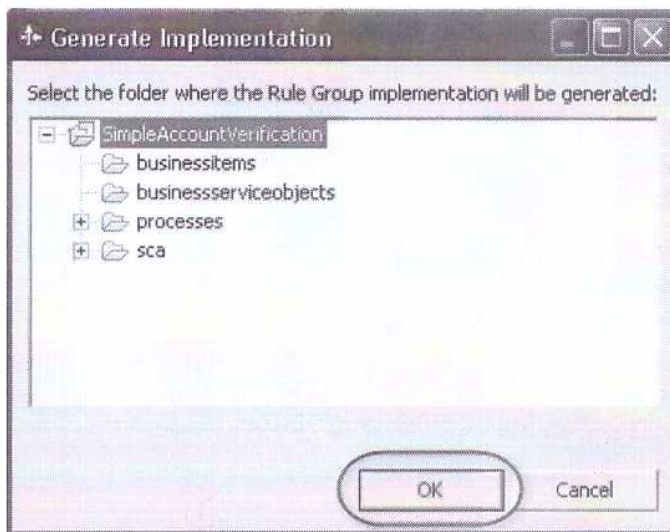 Generate Implementation
Select the folder where the Rule Group implementation will be generated:
SimpleAccountVerification
businessitems
businessserviceobjects
processes
sca
OK
Cancel